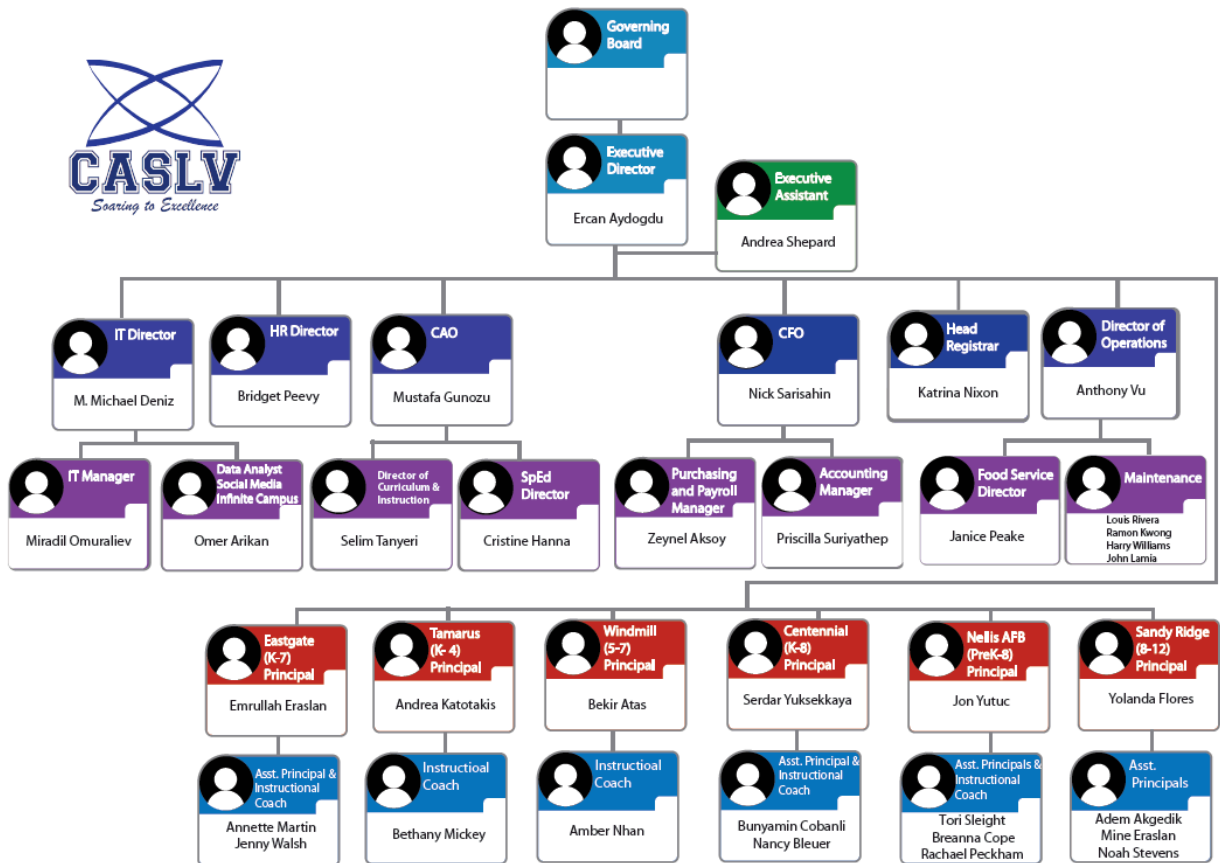 Governing
Board
CASLV
Soaring to Excellence
Executive
Director
Ercan Aydogdu
Executive
Assistant
Andrea Shepard
IT Director
M. Michael Deniz
HR Director
Bridget Peevy
CAO
Mustafa Gunozu
CFO
Nick Sarisahin
Head
Registrar
Katrina Nixon
Director of
Operations
Anthony Vu
IT Manager
Miradil Omuraliev
Data Analyst
Social Media
Infinite Campus
Omer Arikan
Director of
Curriculum &
Instruction
Selim Tanyeri
SpEd
Director
Cristine Hanna
Purchasing
and Payroll
Manager
Zeynel Aksoy
Accounting
Manager
Priscilla Suriyathep
Food Service
Director
Janice Peake
Maintenance
Louis Rivera
Ramon Kwong
Harry Williams
John Lamia
Eastgate
(K-7)
Principal
Emrullah Eraslan
Tamarus
(K- 4)
Principal
Andrea Katotakis
Windmill
(5-7)
Principal
Bekir Atas
Centennial
(K-8)
Principal
Serdar Yuksekkaya
Nellis AFB
(PreK-8)
Principal
Jon Yutuc
Sandy Ridge
(8-12)
Principal
Yolanda Flores
Asst. Principal &
Instructional
Coach
Annette Martin
Jenny Walsh
Instructioal
Coach
Bethany Mickey
Instructioal
Coach
Amber Nhan
Asst. Principal &
Instructional
Coach
Bunyamin Cobanli
Nancy Bleuer
Asst. Principals &
Instructional
Coach
Tori Sleight
Breanna Cope
Rachael Peckham
Asst.
Principals
Adem Akgedik
Mine Eraslan
Noah Stevens